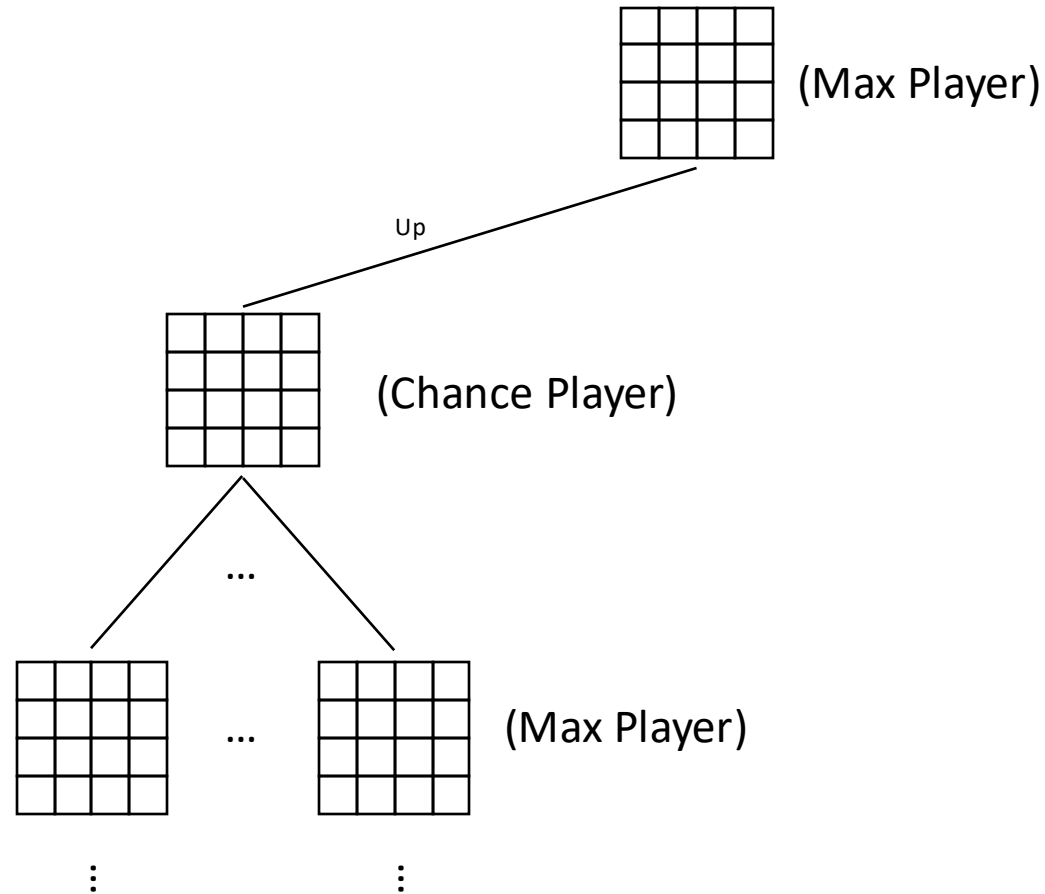 (Max Player)
Up
(Chance Player)
...
... (Max Player)
⋮ ⋮